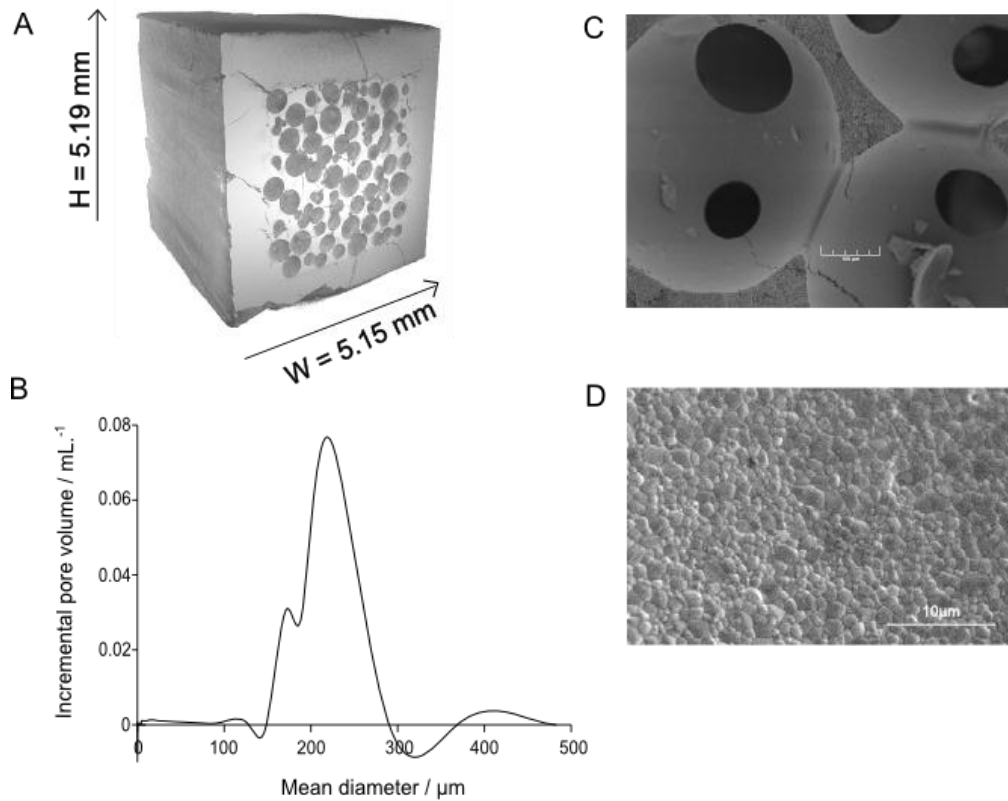 A
H = 5.19 mm
W = 5.15 mm
B
Incremental pore volume / mL.-1
0.08
0.06
0.04
0.02
0
0
100
200
300
400
500
Mean diameter / µm
C
D
10µm